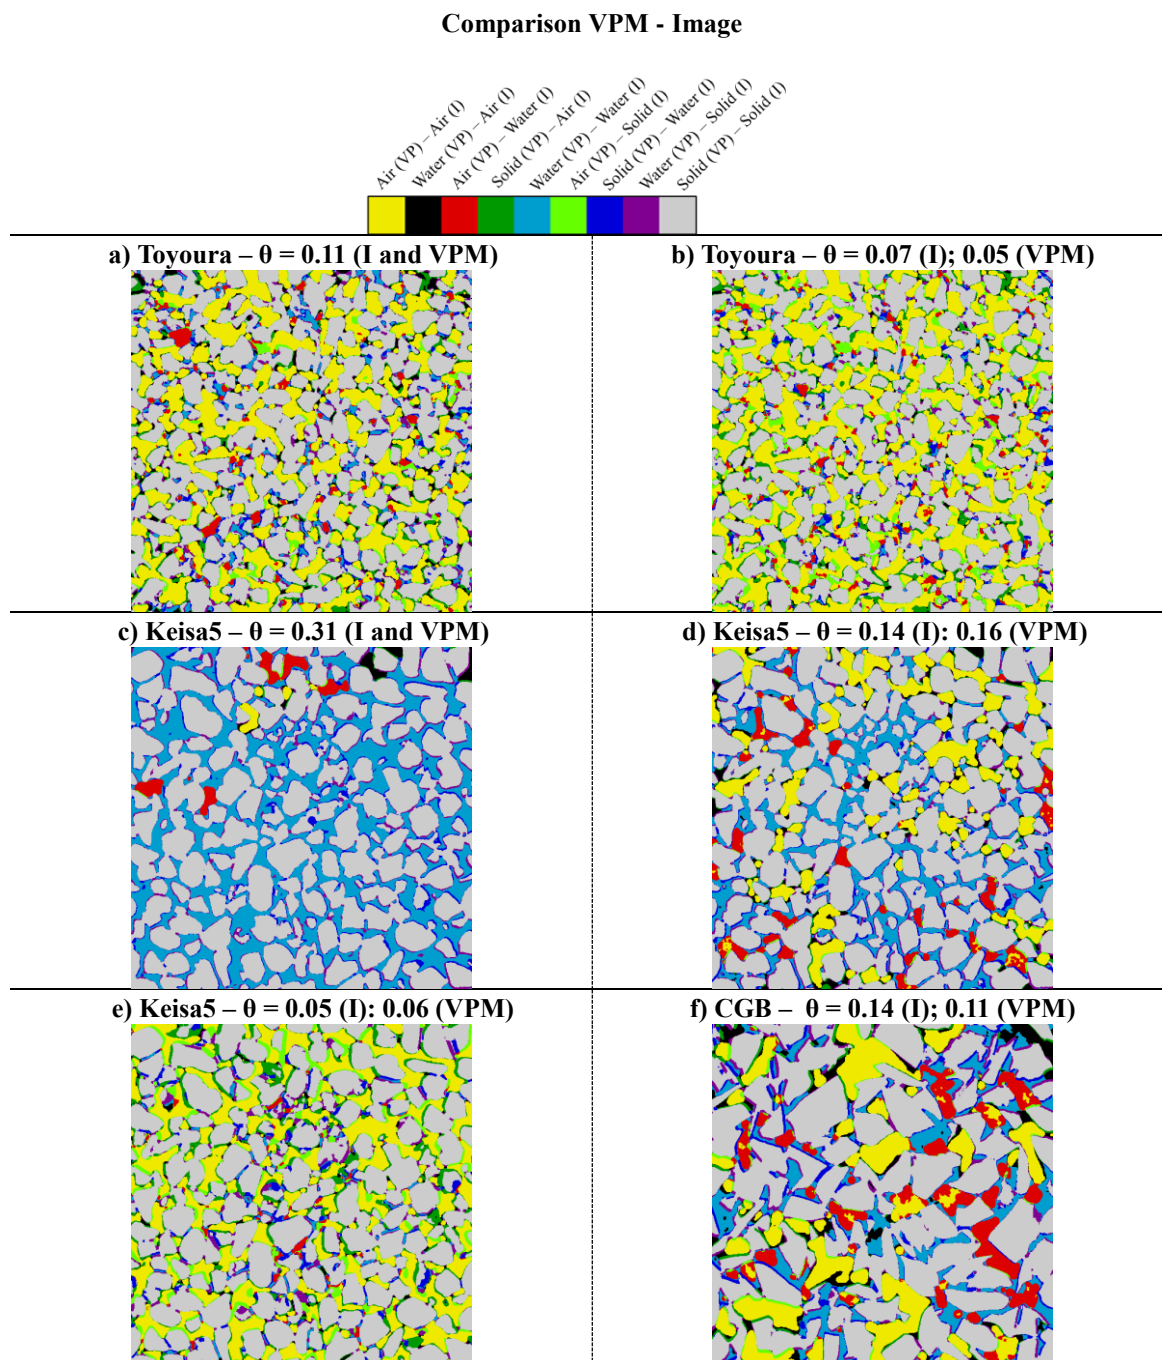 Comparison VPM - Image
Air (VP) – Air (I)
Water (VP) – Air (I)
Air (VP) – Water (I)
Solid (VP) – Air (I)
Water (VP) – Water (I)
Air (VP) – Solid (I)
Solid (VP) – Water (I)
Water (VP) – Solid (I)
Solid (VP) – Solid (I)
a) Toyoura – θ = 0.11 (I and VPM)
b) Toyoura – θ = 0.07 (I); 0.05 (VPM)
c) Keisa5 – θ = 0.31 (I and VPM)
d) Keisa5 – θ = 0.14 (I): 0.16 (VPM)
e) Keisa5 – θ = 0.05 (I): 0.06 (VPM)
f) CGB – θ = 0.14 (I); 0.11 (VPM)